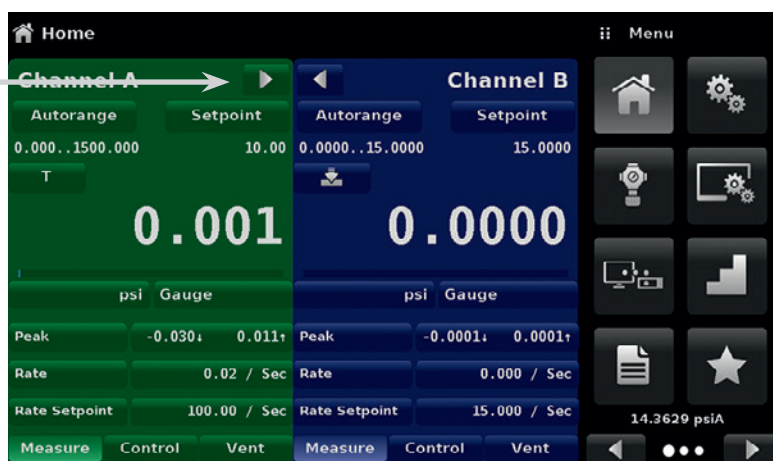 Home
Menu
Channel A
Channel B
Autorange Setpoint
Autorange Setpoint
0.000..1500.000 10.00
0.0000..15.0000 15.0000
T
0.001
0.0000
psi Gauge
psi Gauge
Peak -0.030↓ 0.011↑
Peak -0.0001↓ 0.0001↑
Rate 0.02 / Sec
Rate 0.000 / Sec
Rate Setpoint 100.00 / Sec
Rate Setpoint 15.000 / Sec
Measure Control Vent
Measure Control Vent
14.3629 psiA